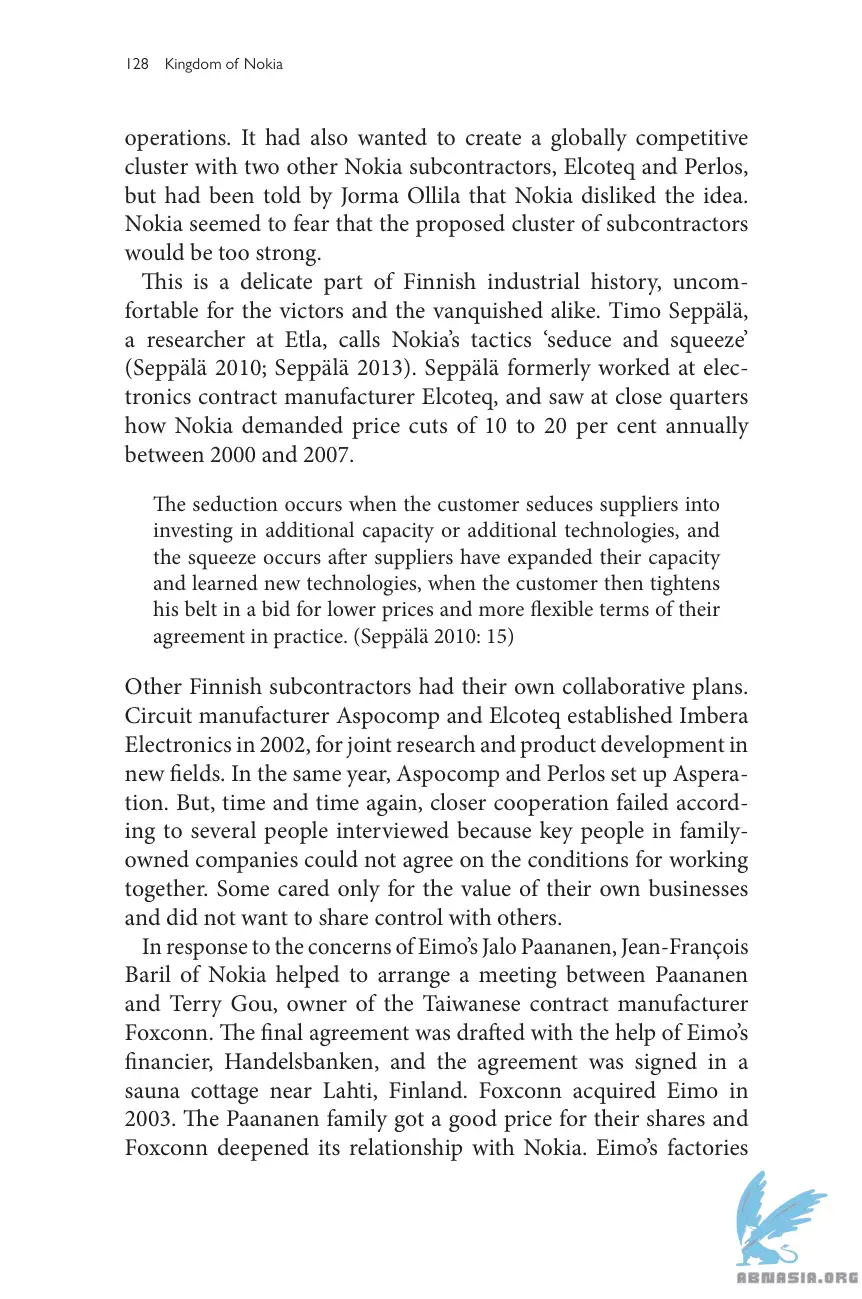 128 Kingdom of Nokia
operations. It had also wanted to create a globally competitive
cluster with two other Nokia subcontractors, Elcoteq and Perlos,
but had been told by Jorma Ollila that Nokia disliked the idea.
Nokia seemed to fear that the proposed cluster of subcontractors
would be too strong.
This is a delicate part of Finnish industrial history, uncom-
fortable for the victors and the vanquished alike. Timo Seppälä,
a researcher at Etla, calls Nokia’s tactics ‘seduce and squeeze’
(Seppälä 2010; Seppälä 2013). Seppälä formerly worked at elec-
tronics contract manufacturer Elcoteq, and saw at close quarters
how Nokia demanded price cuts of 10 to 20 per cent annually
between 2000 and 2007.
The seduction occurs when the customer seduces suppliers into
investing in additional capacity or additional technologies, and
the squeeze occurs after suppliers have expanded their capacity
and learned new technologies, when the customer then tightens
his belt in a bid for lower prices and more flexible terms of their
agreement in practice. (Seppälä 2010: 15)
Other Finnish subcontractors had their own collaborative plans.
Circuit manufacturer Aspocomp and Elcoteq established Imbera
Electronics in 2002, for joint research and product development in
new fields. In the same year, Aspocomp and Perlos set up Aspera-
tion. But, time and time again, closer cooperation failed accord-
ing to several people interviewed because key people in family-
owned companies could not agree on the conditions for working
together. Some cared only for the value of their own businesses
and did not want to share control with others.
In response to the concerns of Eimo’s Jalo Paananen, Jean-François
Baril of Nokia helped to arrange a meeting between Paananen
and Terry Gou, owner of the Taiwanese contract manufacturer
Foxconn. The final agreement was drafted with the help of Eimo’s
financier, Handelsbanken, and the agreement was signed in a
sauna cottage near Lahti, Finland. Foxconn acquired Eimo in
2003. The Paananen family got a good price for their shares and
Foxconn deepened its relationship with Nokia. Eimo’s factories
ABNASIA.ORG